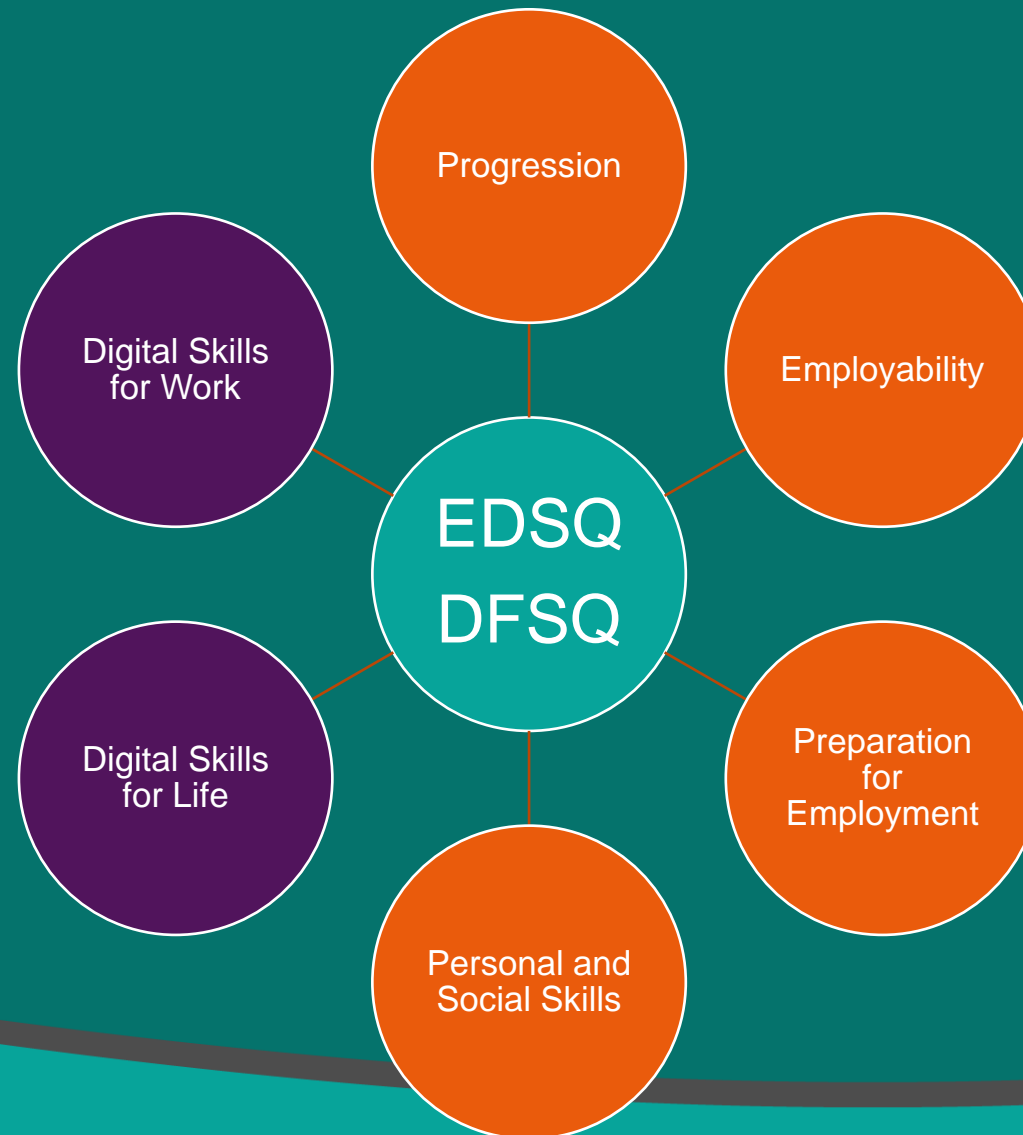 Progression
Digital Skills
for Work
Employability
EDSQ
DFSQ
Digital Skills
for Life
Preparation
for
Employment
Personal and
Social Skills